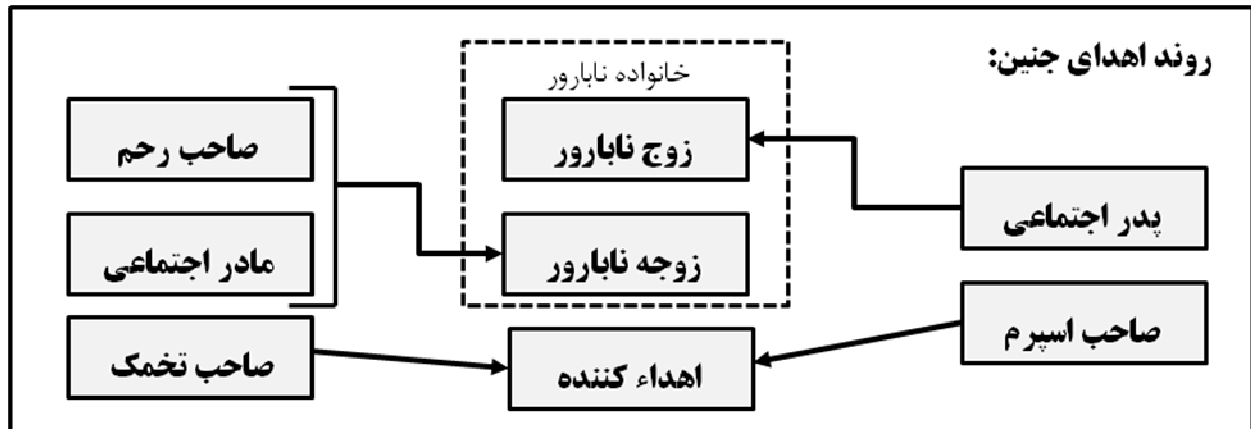 روند اهدای جنین:
خانواده نابارور
زوج نابارور
صاحب رحم
پدر اجتماعی
زوجه نابارور
مادر اجتماعی
صاحب اسپرم
اهداء کننده
صاحب تخمک